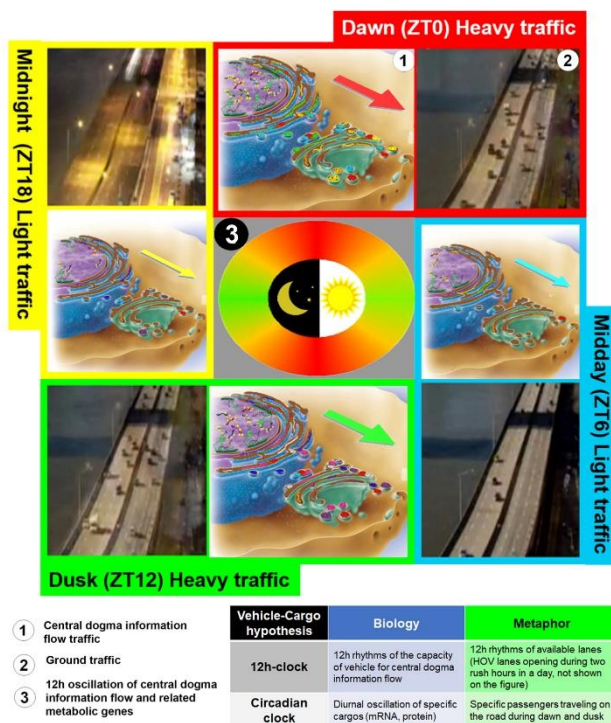 Dawn (ZT0) Heavy traffic
Midnight (ZT18) Light traffic
1
2
3
Midday (ZT6) Light traffic
Dusk (ZT12) Heavy traffic
1 Central dogma information
flow traffic
2 Ground traffic
3 12h oscillation of central dogma
information flow and related
metabolic genes
Vehicle-Cargo
hypothesis
Biology
Metaphor
12h-clock
12h rhythms of the capacity
of vehicle for central dogma
information flow
12h rhythms of available lanes
(HOV lanes opening during two
rush hours in a day, not shown
on the figure)
Circadian
clock
Diurnal oscillation of specific
cargos (mRNA, protein)
Specific passengers traveling on
the road during dawn and dusk